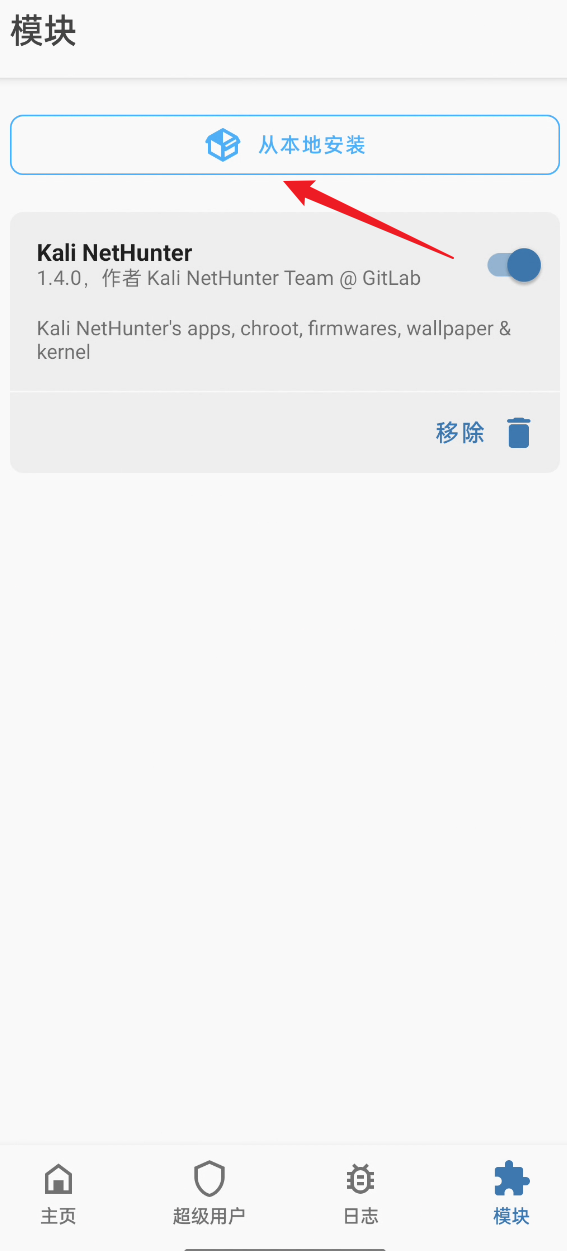 模块
从本地安装
Kali NetHunter
1.4.0，作者 Kali NetHunter Team @ GitLab
Kali NetHunter's apps, chroot, firmwares, wallpaper &
kernel
移除
主页 超级用户 日志 模块